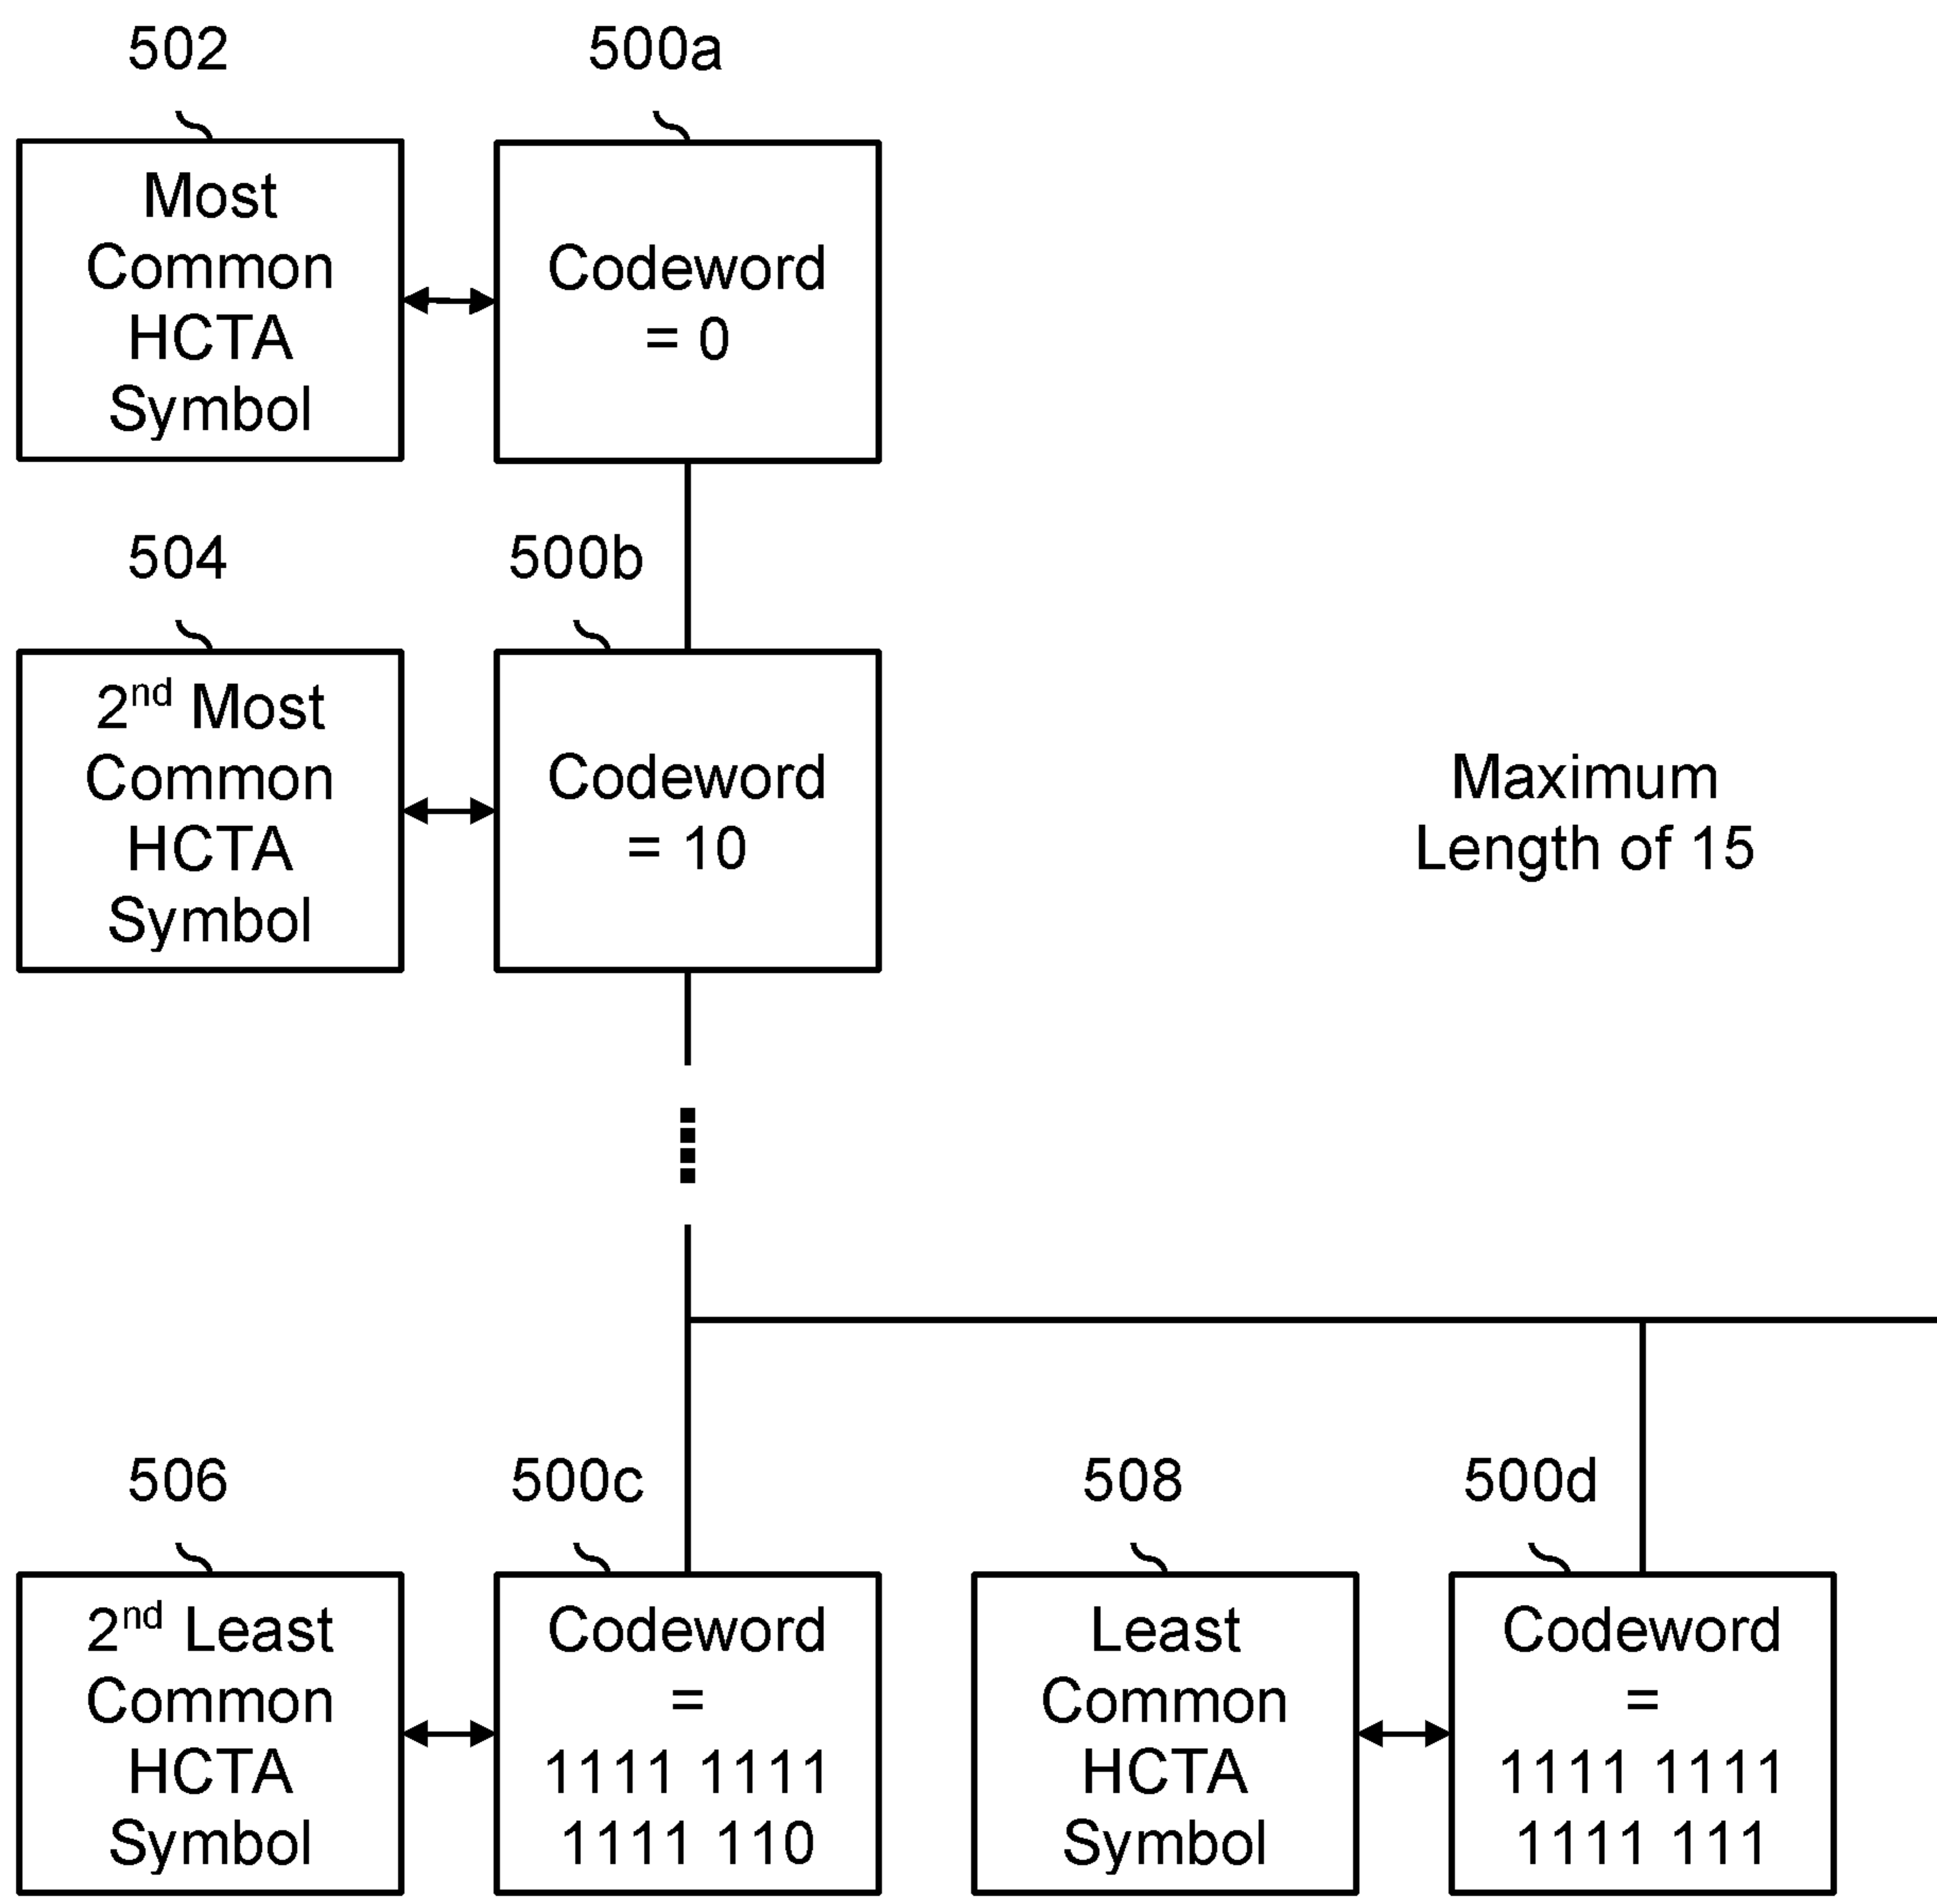 502
500a
Most
Common
HCTA
Symbol
Codeword
= 0
504
500b
2nd Most
Common
HCTA
Symbol
Codeword
= 10
Maximum
Length of 15
506
500c
508
500d
2nd Least
Common
HCTA
Symbol
Codeword
=
1111 1111
1111 110
Least
Common
HCTA
Symbol
Codeword
=
1111 1111
1111 111